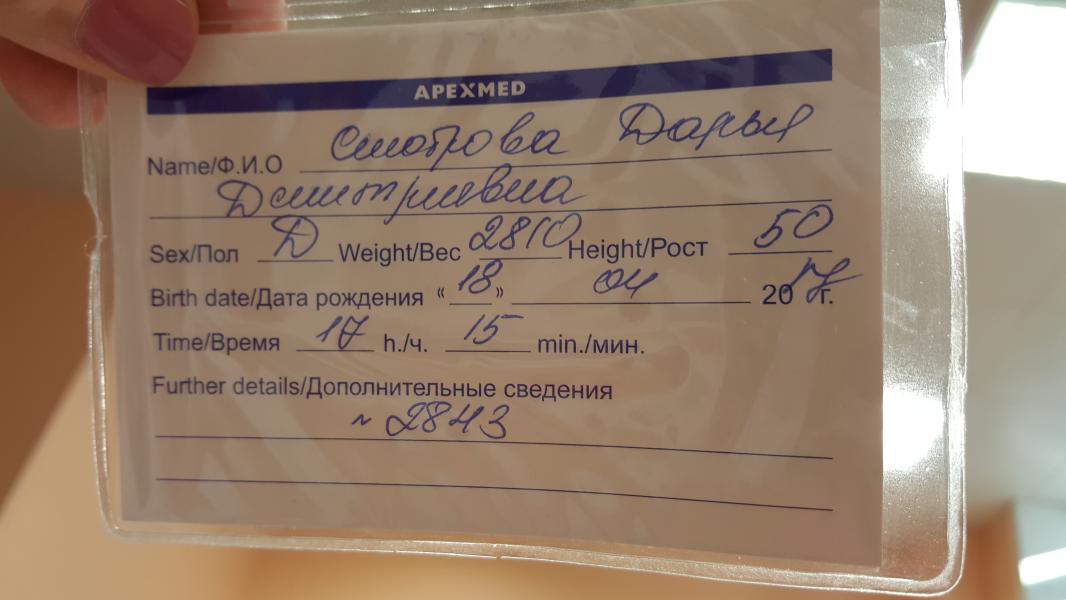 APEXMED
Name/Ф.И.О Смотрова Дарья
Дмитриевна
Sex/Пол Д Weight/Вес 2810 Height/Рост 50
Birth date/Дата рождения “ 18 ” 04 2017 г.
Time/Время 17 h./ч. 15 min./мин.
Further details/Дополнительные сведения
~ 2843